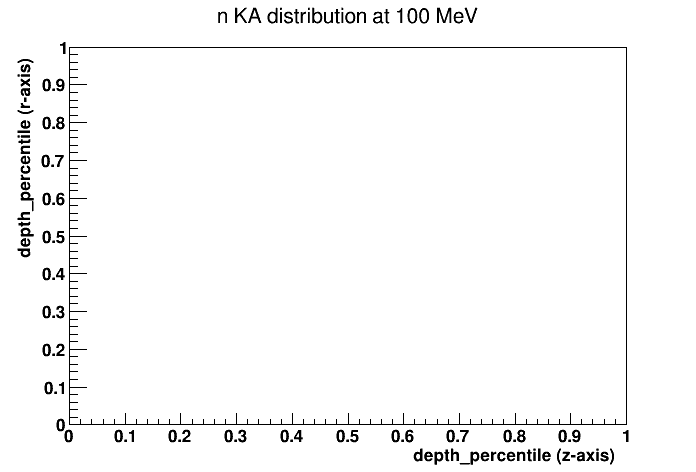 n KA distribution at 100 MeV
depth_percentile (r-axis)
1
0.9
0.8
0.7
0.6
0.5
0.4
0.3
0.2
0.1
0
0 0.1 0.2 0.3 0.4 0.5 0.6 0.7 0.8 0.9 1
depth_percentile (z-axis)